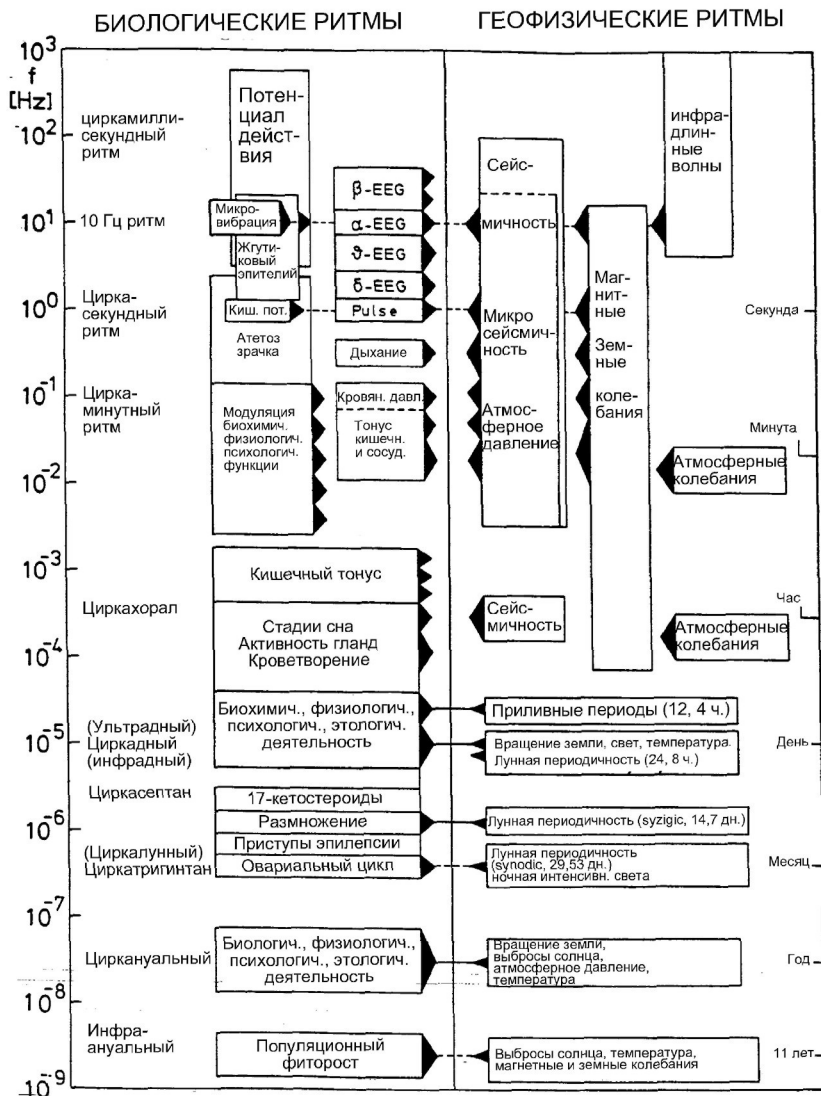 БИОЛОГИЧЕСКИЕ РИТМЫ
ГЕОФИЗИЧЕСКИЕ РИТМЫ
10³
f
[Hz]
10²
10¹
10⁰
10⁻¹
10⁻²
10⁻³
10⁻⁴
10⁻⁵
10⁻⁶
10⁻⁷
10⁻⁸
10⁻⁹
циркамилли-
секундный
ритм
10 Гц ритм
Цирка-
секундный
ритм
Цирка-
минутный
ритм
Циркахорал
(Ультрадный)
Циркадный
(инфрадный)
Циркасептан
(Циркалунный)
Циркатригинтан
Циркануальный
Инфра-
ануальный
Потен-
циал
дейст-
вия
Микро-
вибрация
Жгути-
ковый
эпителий
Киш. пот.
Атетоз
зрачка
Модуляция
биохимич.
физиологич.
психологич.
функции
β-EEG
α-EEG
ϑ-EEG
δ-EEG
Pulse
Дыхание
Кровян. давл.
Тонус
кишечн.
и сосуд.
Кишечный тонус
Стадии сна
Активность гланд
Кроветворение
Биохимич., физиологич.,
психологич., этологич.
деятельность
17-кетостероиды
Размножение
Приступы эпилепсии
Овариальный цикл
Биологич., физиологич.,
психологич., этологич.
деятельность
Популяционный
фиторост
Сейс-
мичность
Микро
сейсмич-
ность
Атмос-
ферное
давление
Маг-
нит-
ные
Зем-
ные
коле-
бания
инфра-
длин-
ные
волны
Атмосферные
колебания
Сейс-
мичность
Атмосферные
колебания
Приливные периоды (12, 4 ч.)
Вращение земли, свет, температура.
Лунная периодичность (24, 8 ч.)
Лунная периодичность (syzigic, 14,7 дн.)
Лунная периодичность
(synodic, 29,53 дн.)
ночная интенсивн. света
Вращение земли,
выбросы солнца,
атмосферное давление,
температура
Выбросы солнца, температура,
магнетные и земные колебания
Секунда
Минута
Час
День
Месяц
Год
11 лет